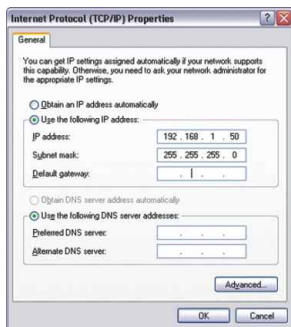 Internet Protocol (TCP/IP) Properties
General
You can get IP settings assigned automatically if your network supports
this capability. Otherwise, you need to ask your network administrator for
the appropriate IP settings.
Obtain an IP address automatically
Use the following IP address:
IP address: 192 . 168 . 1 . 50
Subnet mask: 255 . 255 . 255 . 0
Default gateway: . . .
Obtain DNS server address automatically
Use the following DNS server addresses:
Preferred DNS server: . . .
Alternate DNS server: . . .
Advanced...
OK Cancel